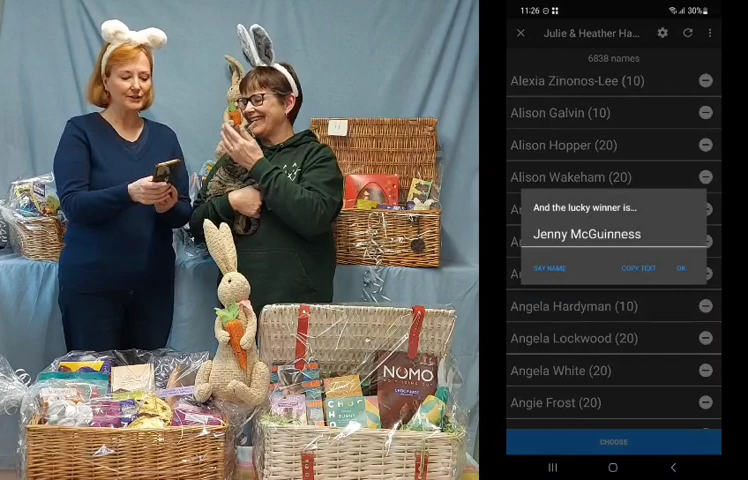 11:26
30%
Julie & Heather Ha...
6838 names
Alexia Zinonos-Lee (10)
Alison Galvin (10)
Alison Hopper (20)
Alison Wakeham (20)
And the lucky winner is...
Jenny McGuinness
SAY NAME
COPY TEXT
OK
Angela Hardyman (10)
Angela Lockwood (20)
Angela White (20)
Angie Frost (20)
CHOOSE
NOMO